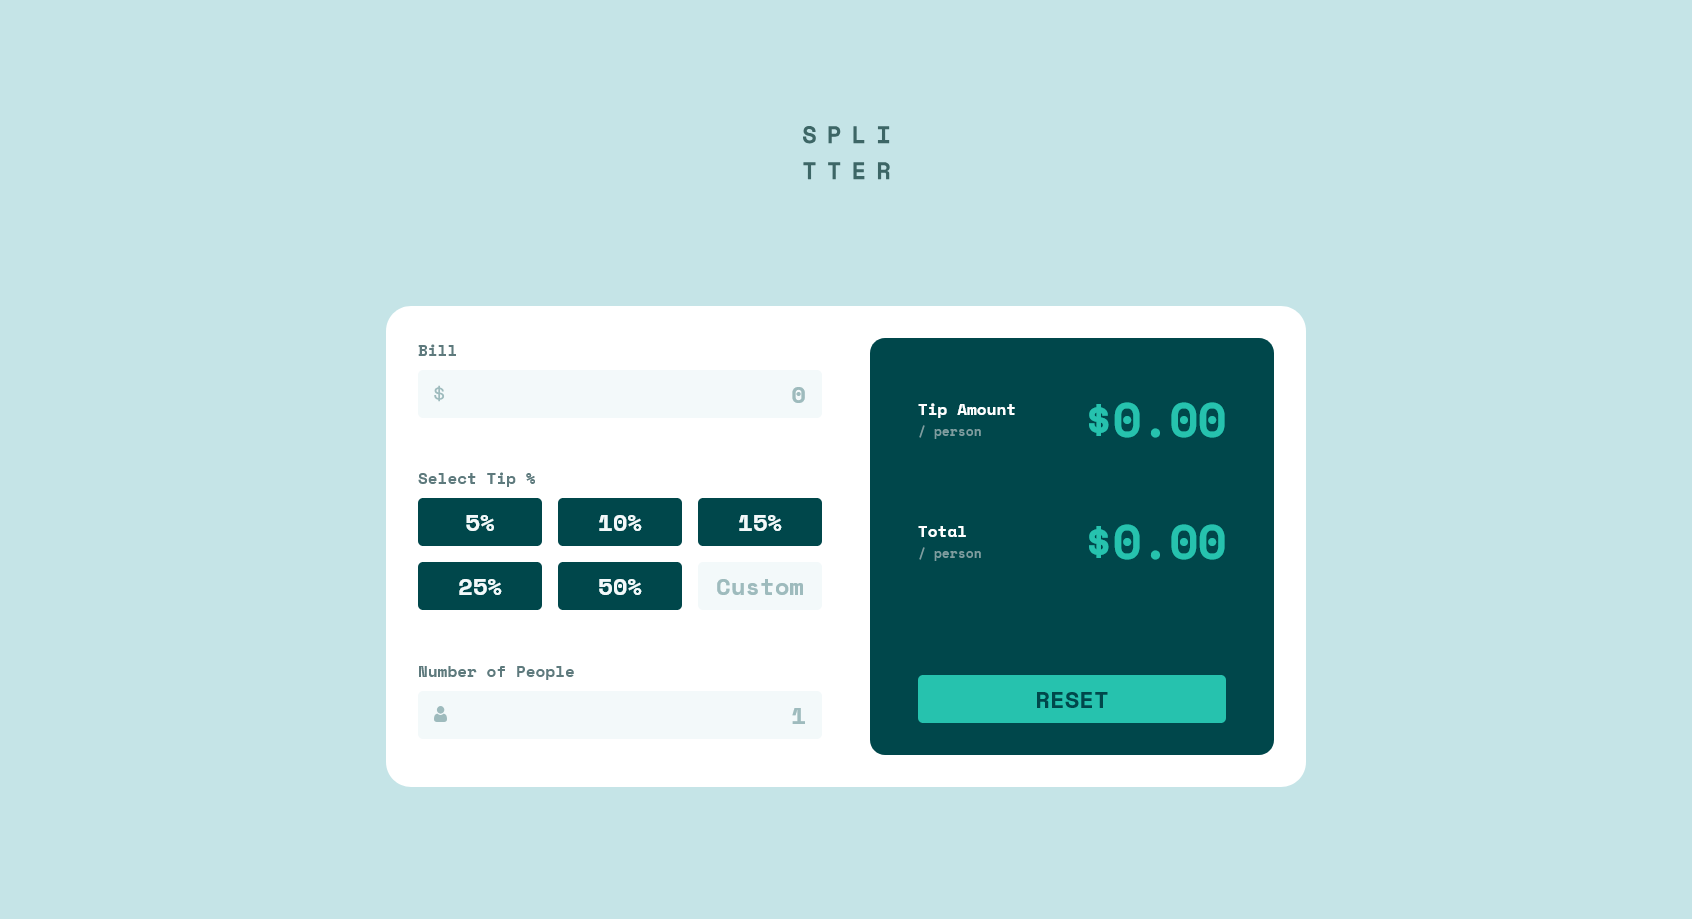 SPLI
TTER
Bill
$ 0
Select Tip %
5% 10% 15%
25% 50% Custom
Number of People
1
Tip Amount
/ person
$0.00
Total
/ person
$0.00
RESET